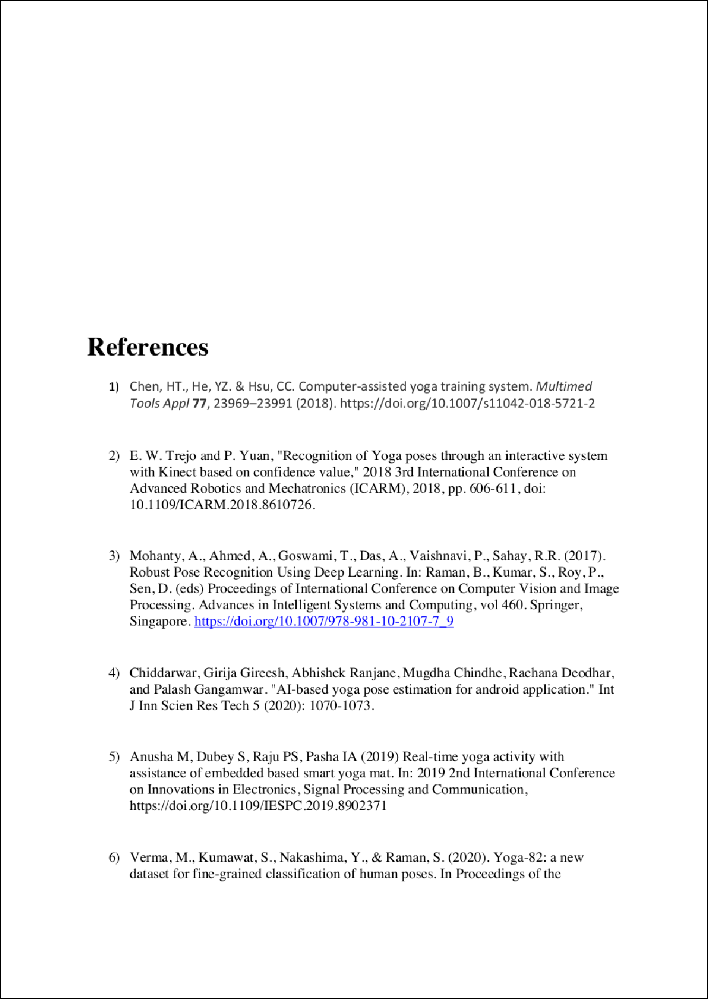 References
1) Chen, HT., He, YZ. & Hsu, CC. Computer-assisted yoga training system. Multimed
Tools Appl 77, 23969–23991 (2018). https://doi.org/10.1007/s11042-018-5721-2
2) E. W. Trejo and P. Yuan, "Recognition of Yoga poses through an interactive system
with Kinect based on confidence value," 2018 3rd International Conference on
Advanced Robotics and Mechatronics (ICARM), 2018, pp. 606-611, doi:
10.1109/ICARM.2018.8610726.
3) Mohanty, A., Ahmed, A., Goswami, T., Das, A., Vaishnavi, P., Sahay, R.R. (2017).
Robust Pose Recognition Using Deep Learning. In: Raman, B., Kumar, S., Roy, P.,
Sen, D. (eds) Proceedings of International Conference on Computer Vision and Image
Processing. Advances in Intelligent Systems and Computing, vol 460. Springer,
Singapore. https://doi.org/10.1007/978-981-10-2107-7_9
4) Chiddarwar, Girija Gireesh, Abhishek Ranjane, Mugdha Chindhe, Rachana Deodhar,
and Palash Gangamwar. "AI-based yoga pose estimation for android application." Int
J Inn Scien Res Tech 5 (2020): 1070-1073.
5) Anusha M, Dubey S, Raju PS, Pasha IA (2019) Real-time yoga activity with
assistance of embedded based smart yoga mat. In: 2019 2nd International Conference
on Innovations in Electronics, Signal Processing and Communication,
https://doi.org/10.1109/IESPC.2019.8902371
6) Verma, M., Kumawat, S., Nakashima, Y., & Raman, S. (2020). Yoga-82: a new
dataset for fine-grained classification of human poses. In Proceedings of the